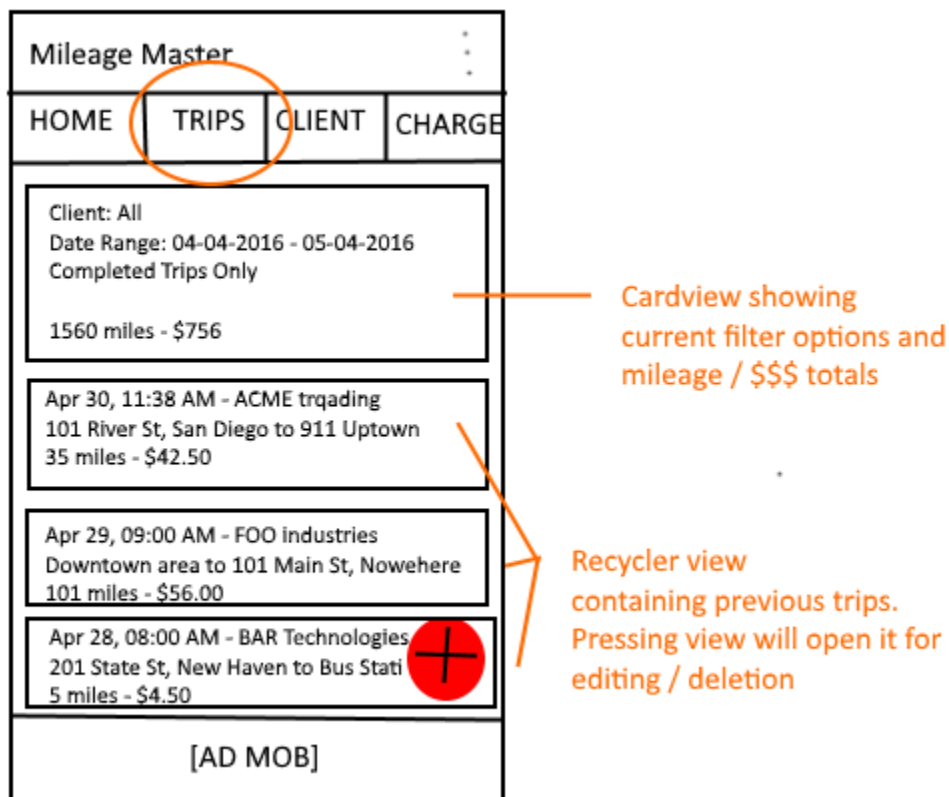 Mileage Master
HOME TRIPS CLIENT CHARGE
Client: All
Date Range: 04-04-2016 - 05-04-2016
Completed Trips Only
1560 miles - $756
Cardview showing
current filter options and
mileage / $$$ totals
Apr 30, 11:38 AM - ACME trqading
101 River St, San Diego to 911 Uptown
35 miles - $42.50
Apr 29, 09:00 AM - FOO industries
Downtown area to 101 Main St, Nowehere
101 miles - $56.00
Apr 28, 08:00 AM - BAR Technologies
201 State St, New Haven to Bus Stati
5 miles - $4.50
Recycler view
containing previous trips.
Pressing view will open it for
editing / deletion
[AD MOB]